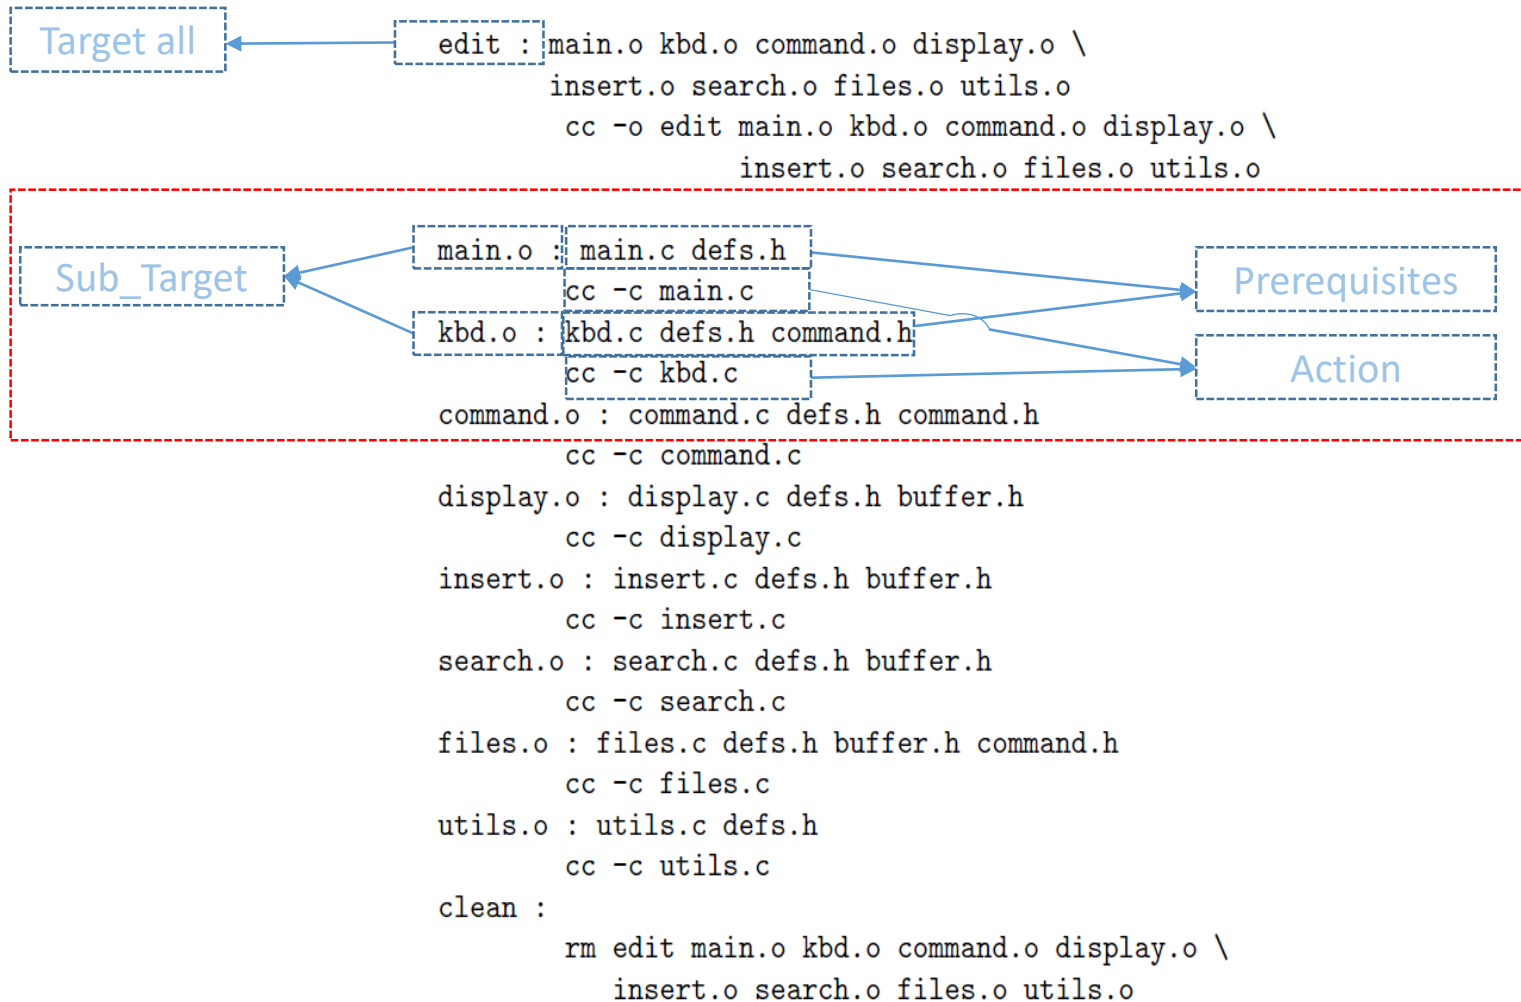 Target all
edit : main.o kbd.o command.o display.o \
insert.o search.o files.o utils.o
cc -o edit main.o kbd.o command.o display.o \
insert.o search.o files.o utils.o
Sub_Target
main.o : main.c defs.h
cc -c main.c
kbd.o : kbd.c defs.h command.h
cc -c kbd.c
Prerequisites
Action
command.o : command.c defs.h command.h
cc -c command.c
display.o : display.c defs.h buffer.h
cc -c display.c
insert.o : insert.c defs.h buffer.h
cc -c insert.c
search.o : search.c defs.h buffer.h
cc -c search.c
files.o : files.c defs.h buffer.h command.h
cc -c files.c
utils.o : utils.c defs.h
cc -c utils.c
clean :
rm edit main.o kbd.o command.o display.o \
insert.o search.o files.o utils.o